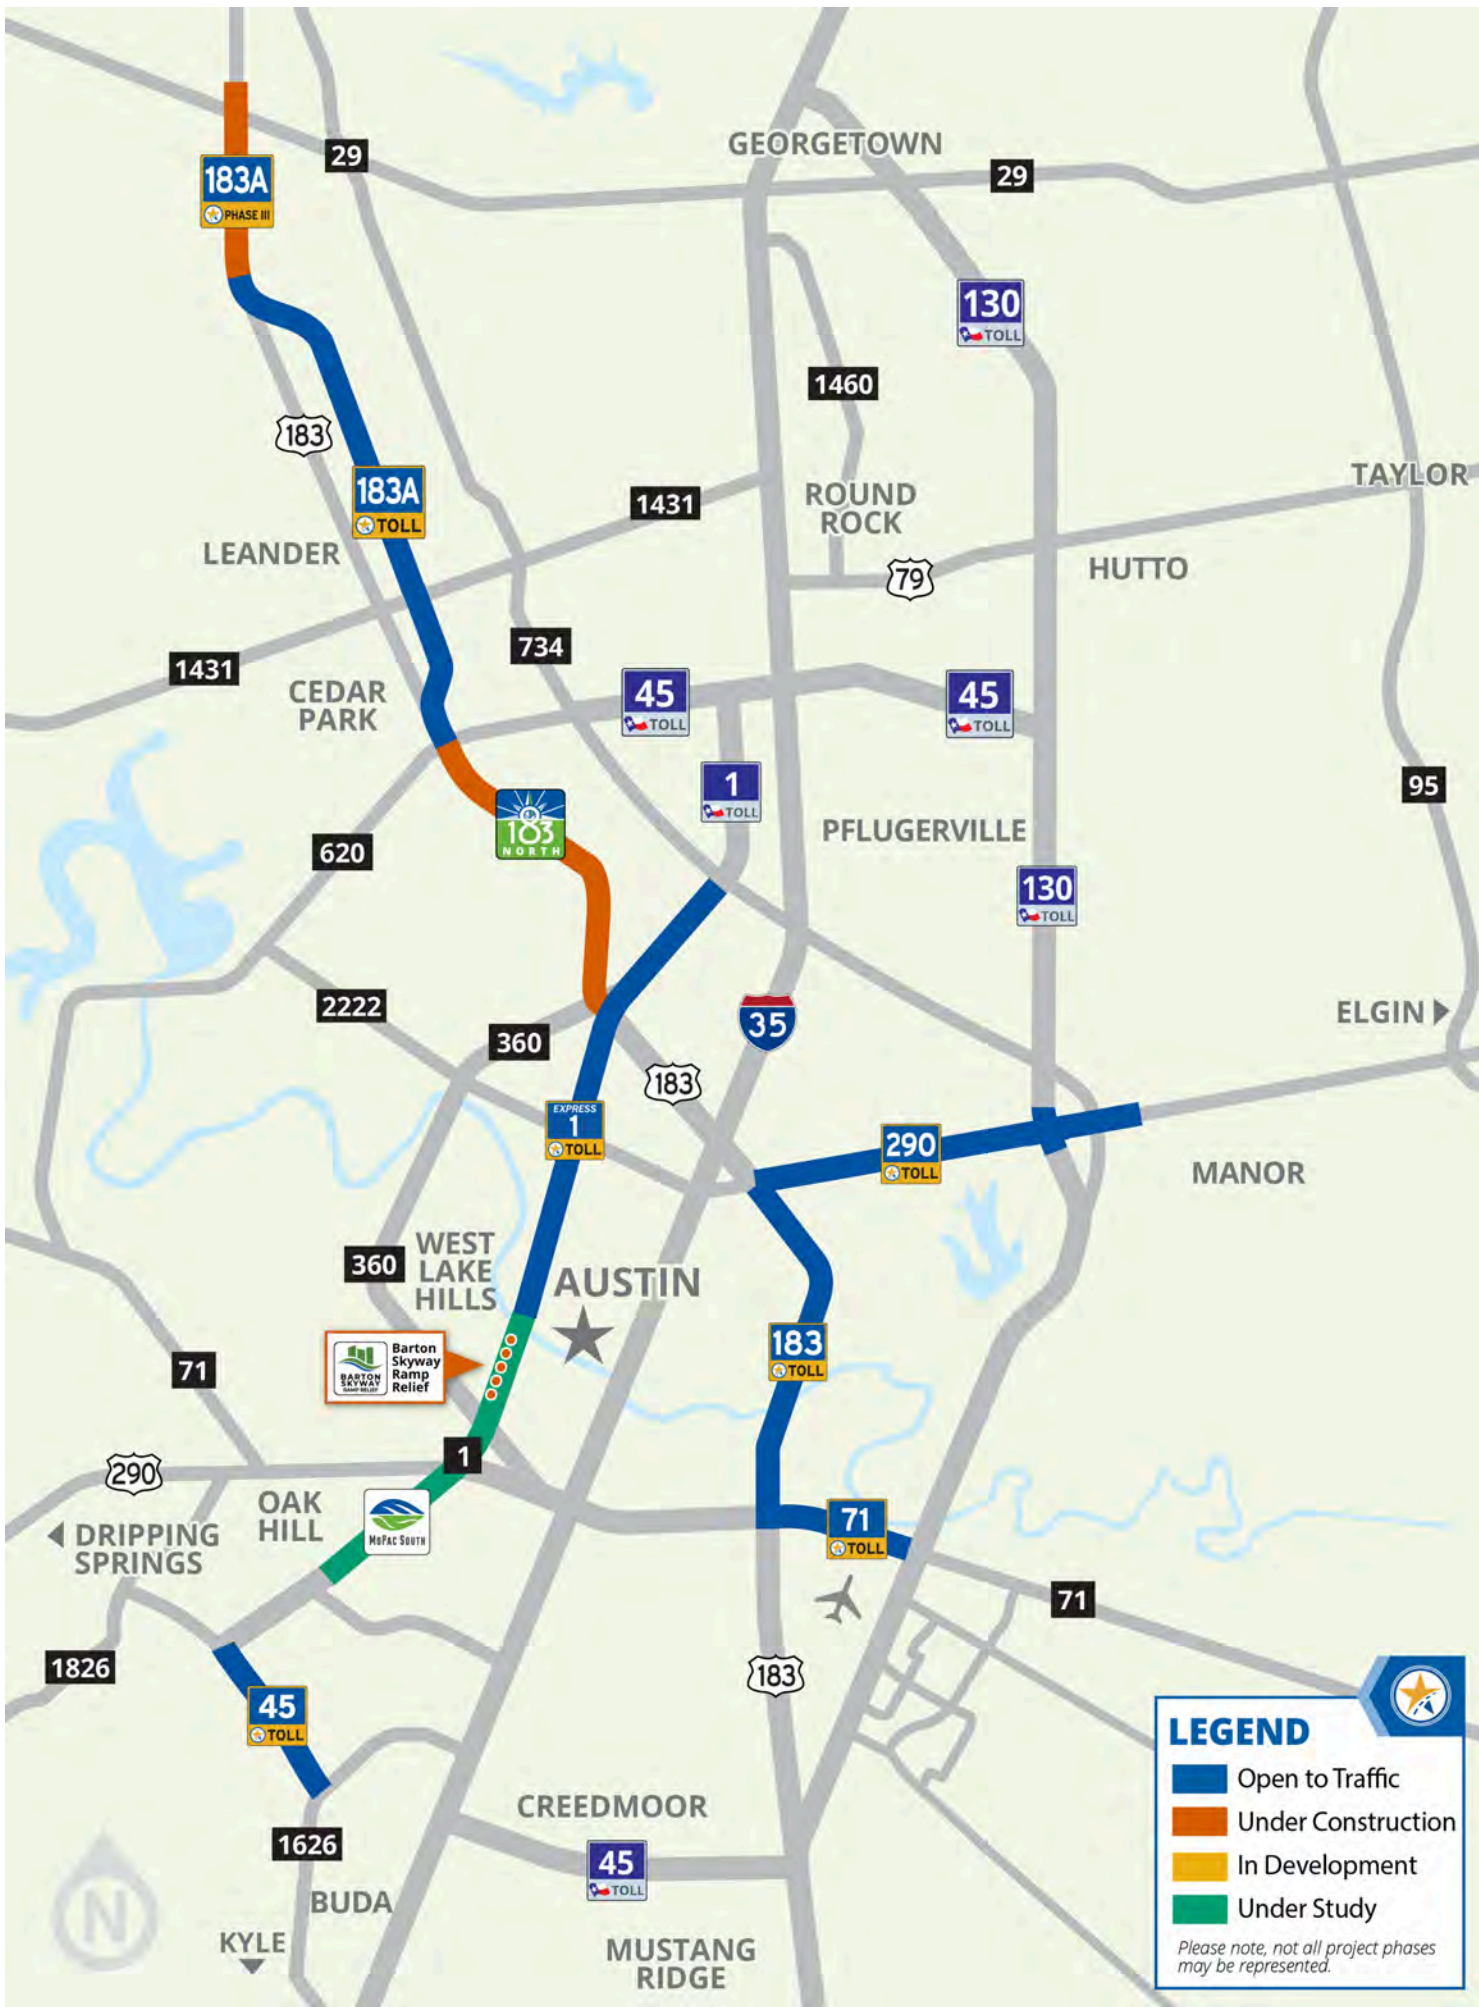 GEORGETOWN
29
29
183A
PHASE III
130
TOLL
1460
183
183A
TOLL
1431
ROUND
ROCK
TAYLOR
LEANDER
79
HUTTO
734
1431
CEDAR
PARK
45
TOLL
45
TOLL
1
TOLL
95
183
NORTH
620
PFLUGERVILLE
130
TOLL
2222
360
35
ELGIN
183
EXPRESS
1
TOLL
290
TOLL
MANOR
WEST
LAKE
HILLS
360
AUSTIN
BARTON
SKYWAY
RAMP RELIEF
Barton
Skyway
Ramp
Relief
183
TOLL
71
1
290
OAK
HILL
MoPac South
71
TOLL
DRIPPING
SPRINGS
71
1826
183
45
TOLL
CREEDMOOR
1626
45
TOLL
BUDA
N
KYLE
MUSTANG
RIDGE
LEGEND
Open to Traffic
Under Construction
In Development
Under Study
Please note, not all project phases
may be represented.